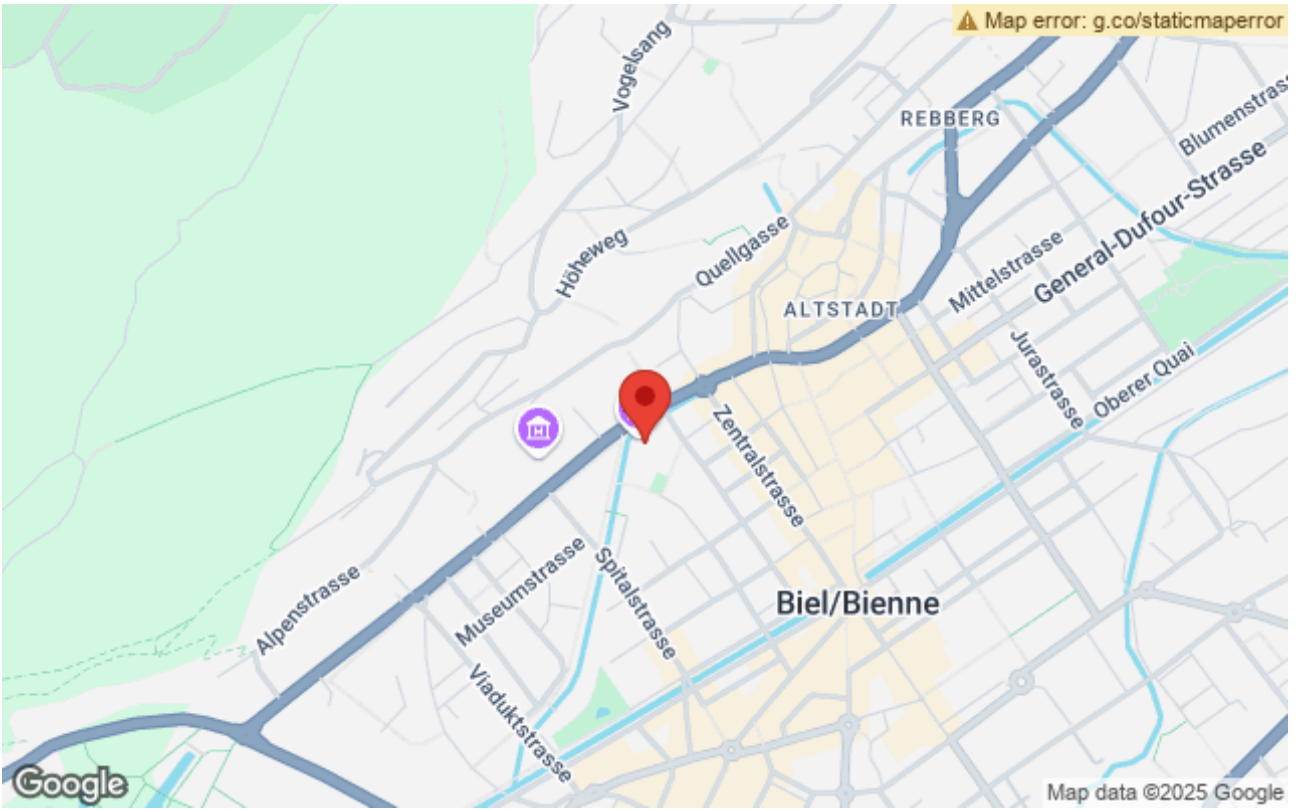 Map error: g.co/staticmaperror
Vogelsang
REBBERG
Blumenstrass
General-Dufour-Strasse
Höheweg
Quellgasse
Mittelstrasse
ALTSTADT
Jurastrasse
Oberer Quai
H
Zentralstrasse
Museumstrasse
Spitalstrasse
Alpenstrasse
Biel/Bienne
Viaduktstrasse
Google
Map data ©2025 Google